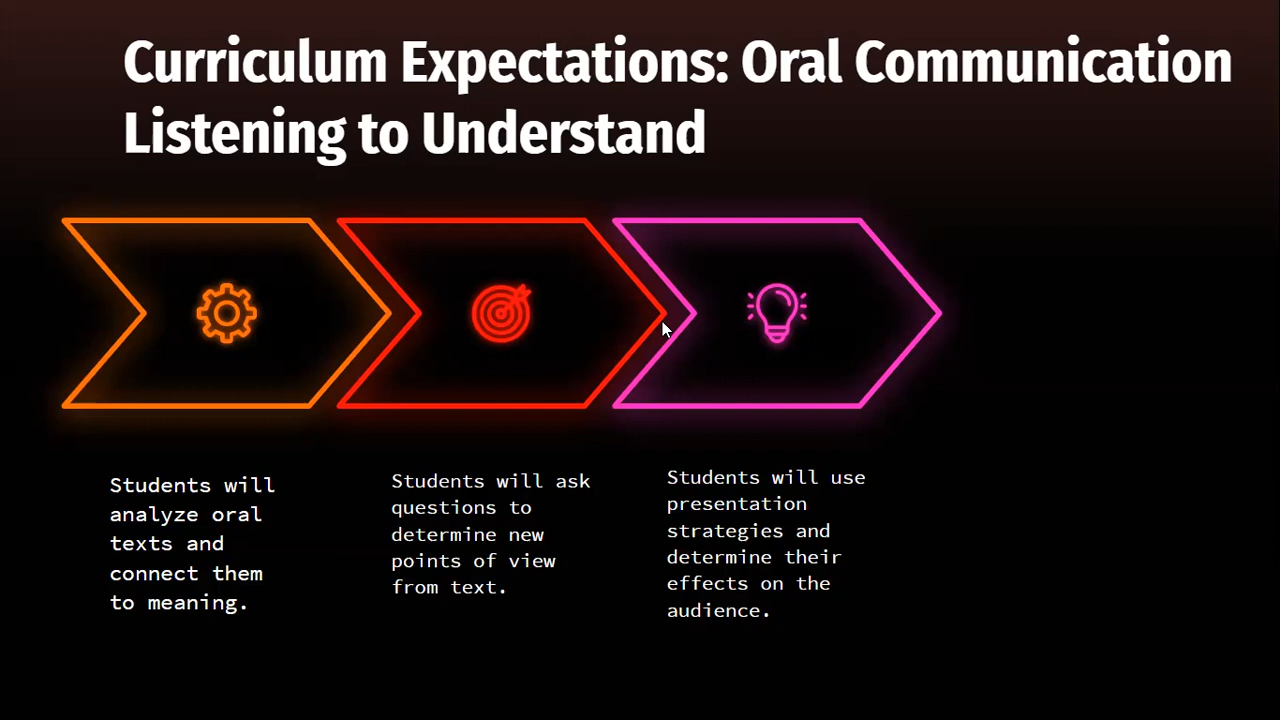 Curriculum Expectations: Oral Communication
Listening to Understand
Students will
analyze oral
texts and
connect them
to meaning.
Students will ask
questions to
determine new
points of view
from text.
Students will use
presentation
strategies and
determine their
effects on the
audience.